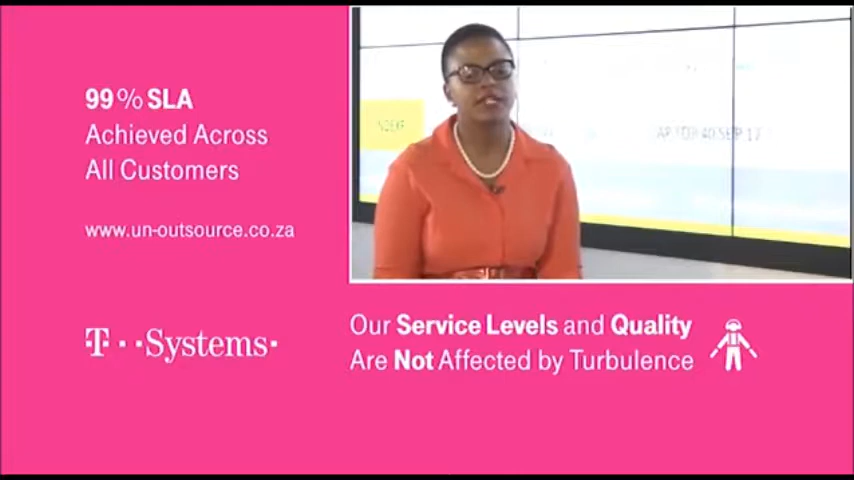 99% SLA
Achieved Across
All Customers
www.un-outsource.co.za
T··Systems·
Our Service Levels and Quality
Are Not Affected by Turbulence